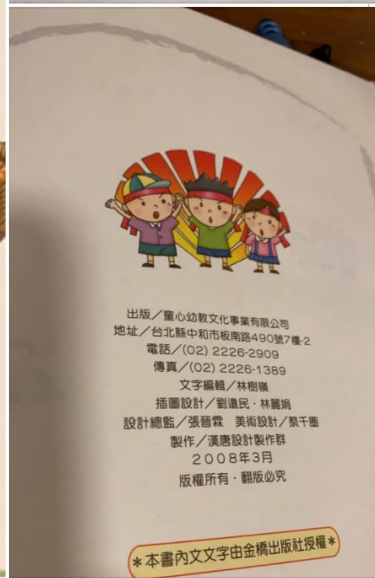 出版／童心幼教文化事業有限公司
地址／台北縣中和市板南路490號7樓-2
電話／(02) 2226-2909
傳真／(02) 2226-1389
文字編輯／林樹嶺
插圖設計／劉遠民・林麗娟
設計總監／張晉霖　美術設計／蔡千圈
製作／漢唐設計製作群
2008年3月
版權所有・翻版必究
＊本書內文文字由金橋出版社授權＊